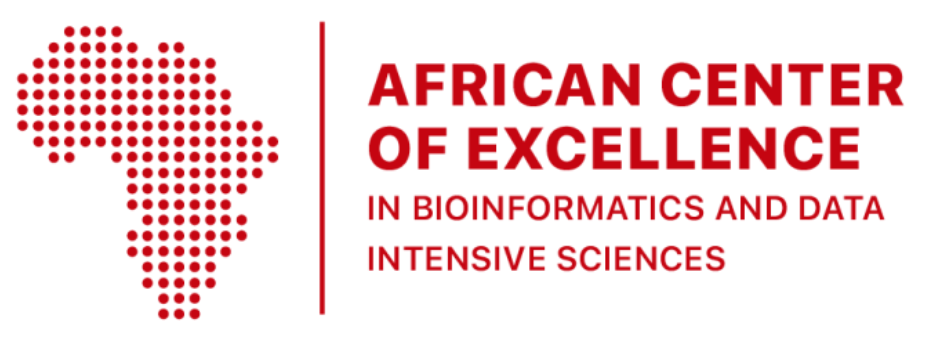 AFRICAN CENTER
OF EXCELLENCE
IN BIOINFORMATICS AND DATA
INTENSIVE SCIENCES